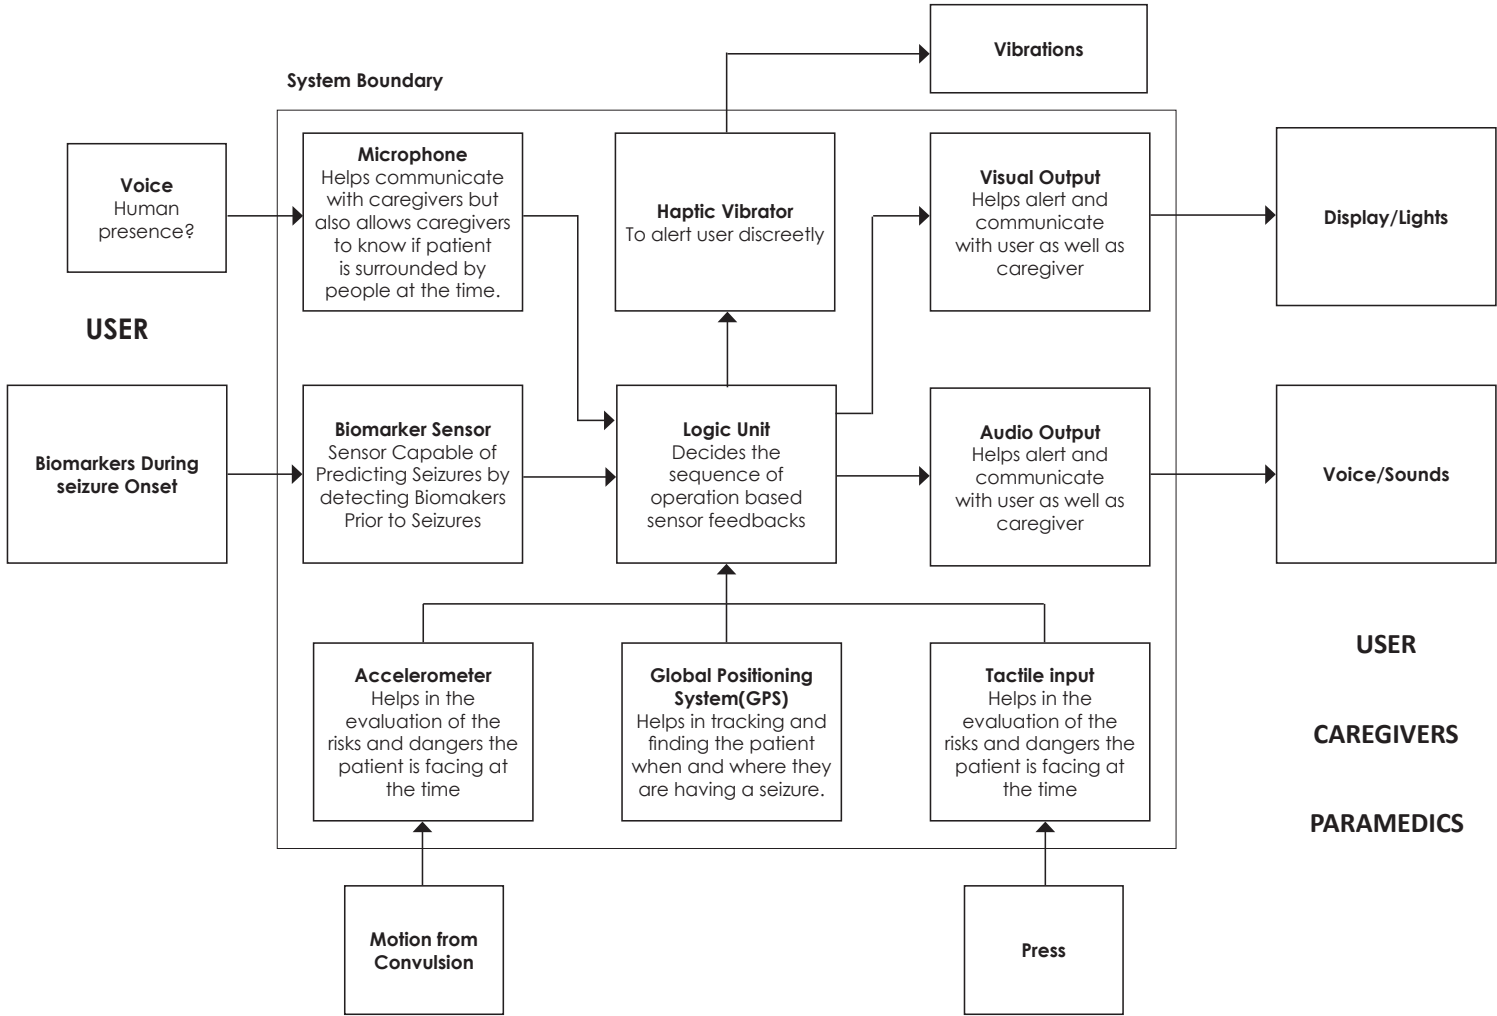 Vibrations
System Boundary
Voice
Human
presence?
Microphone
Helps communicate
with caregivers but
also allows caregivers
to know if patient
is surrounded by
people at the time.
Haptic Vibrator
To alert user discreetly
Visual Output
Helps alert and
communicate
with user as well as
caregiver
Display/Lights
USER
Biomarkers During
seizure Onset
Biomarker Sensor
Sensor Capable of
Predicting Seizures by
detecting Biomakers
Prior to Seizures
Logic Unit
Decides the
sequence of
operation based
sensor feedbacks
Audio Output
Helps alert and
communicate
with user as well as
caregiver
Voice/Sounds
Accelerometer
Helps in the
evaluation of the
risks and dangers the
patient is facing at
the time
Global Positioning
System(GPS)
Helps in tracking and
finding the patient
when and where they
are having a seizure.
Tactile input
Helps in the
evaluation of the
risks and dangers the
patient is facing at
the time
USER
CAREGIVERS
PARAMEDICS
Motion from
Convulsion
Press